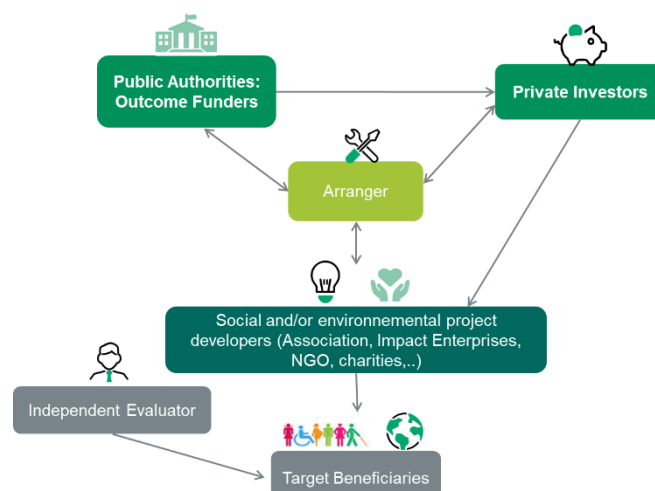 Public Authorities:
Outcome Funders
Private Investors
Arranger
Social and/or environnemental project
developers (Association, Impact Enterprises,
NGO, charities,..)
Independent Evaluator
Target Beneficiaries